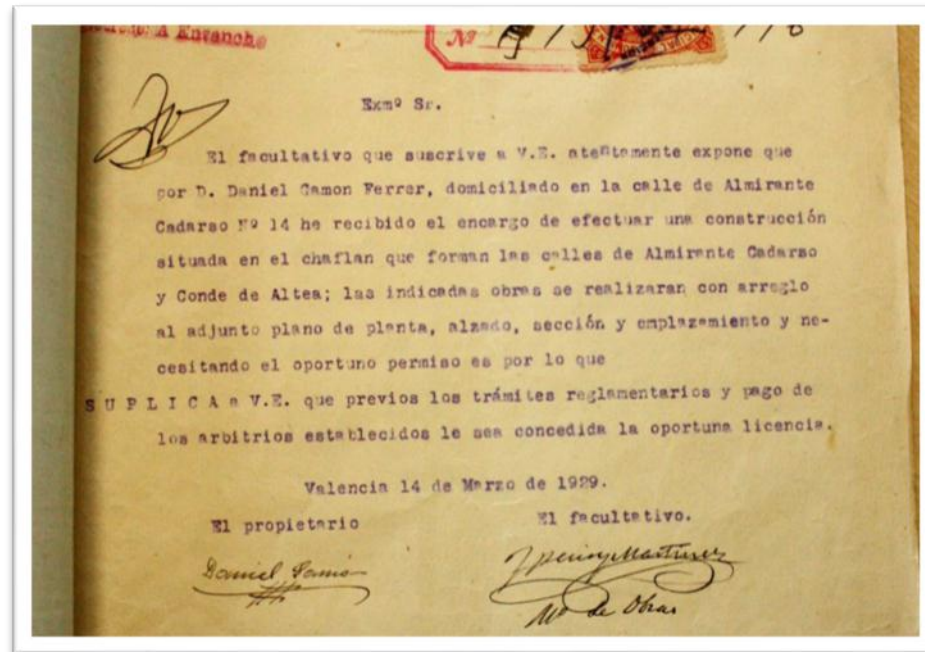 A Ensanche
Nº
Exmº Sr.
El facultativo que suscrive a V.E. atentamente expone que
por D. Daniel Gamon Ferrer, domiciliado en la calle de Almirante
Cadarso Nº 14 he recibido el encargo de efectuar una construcción
situada en el chaflan que forman las calles de Almirante Cadarso
y Conde de Altea; las indicadas obras se realizaran con arreglo
al adjunto plano de planta, alzado, sección y emplazamiento y ne-
cesitando el oportuno permiso es por lo que
S U P L I C A a V.E. que previos los trámites reglamentarios y pago de
los arbitrios establecidos le sea concedida la oportuna licencia.
Valencia 14 de Marzo de 1929.
El propietario El facultativo.
Daniel Martinez
Mº de Obras